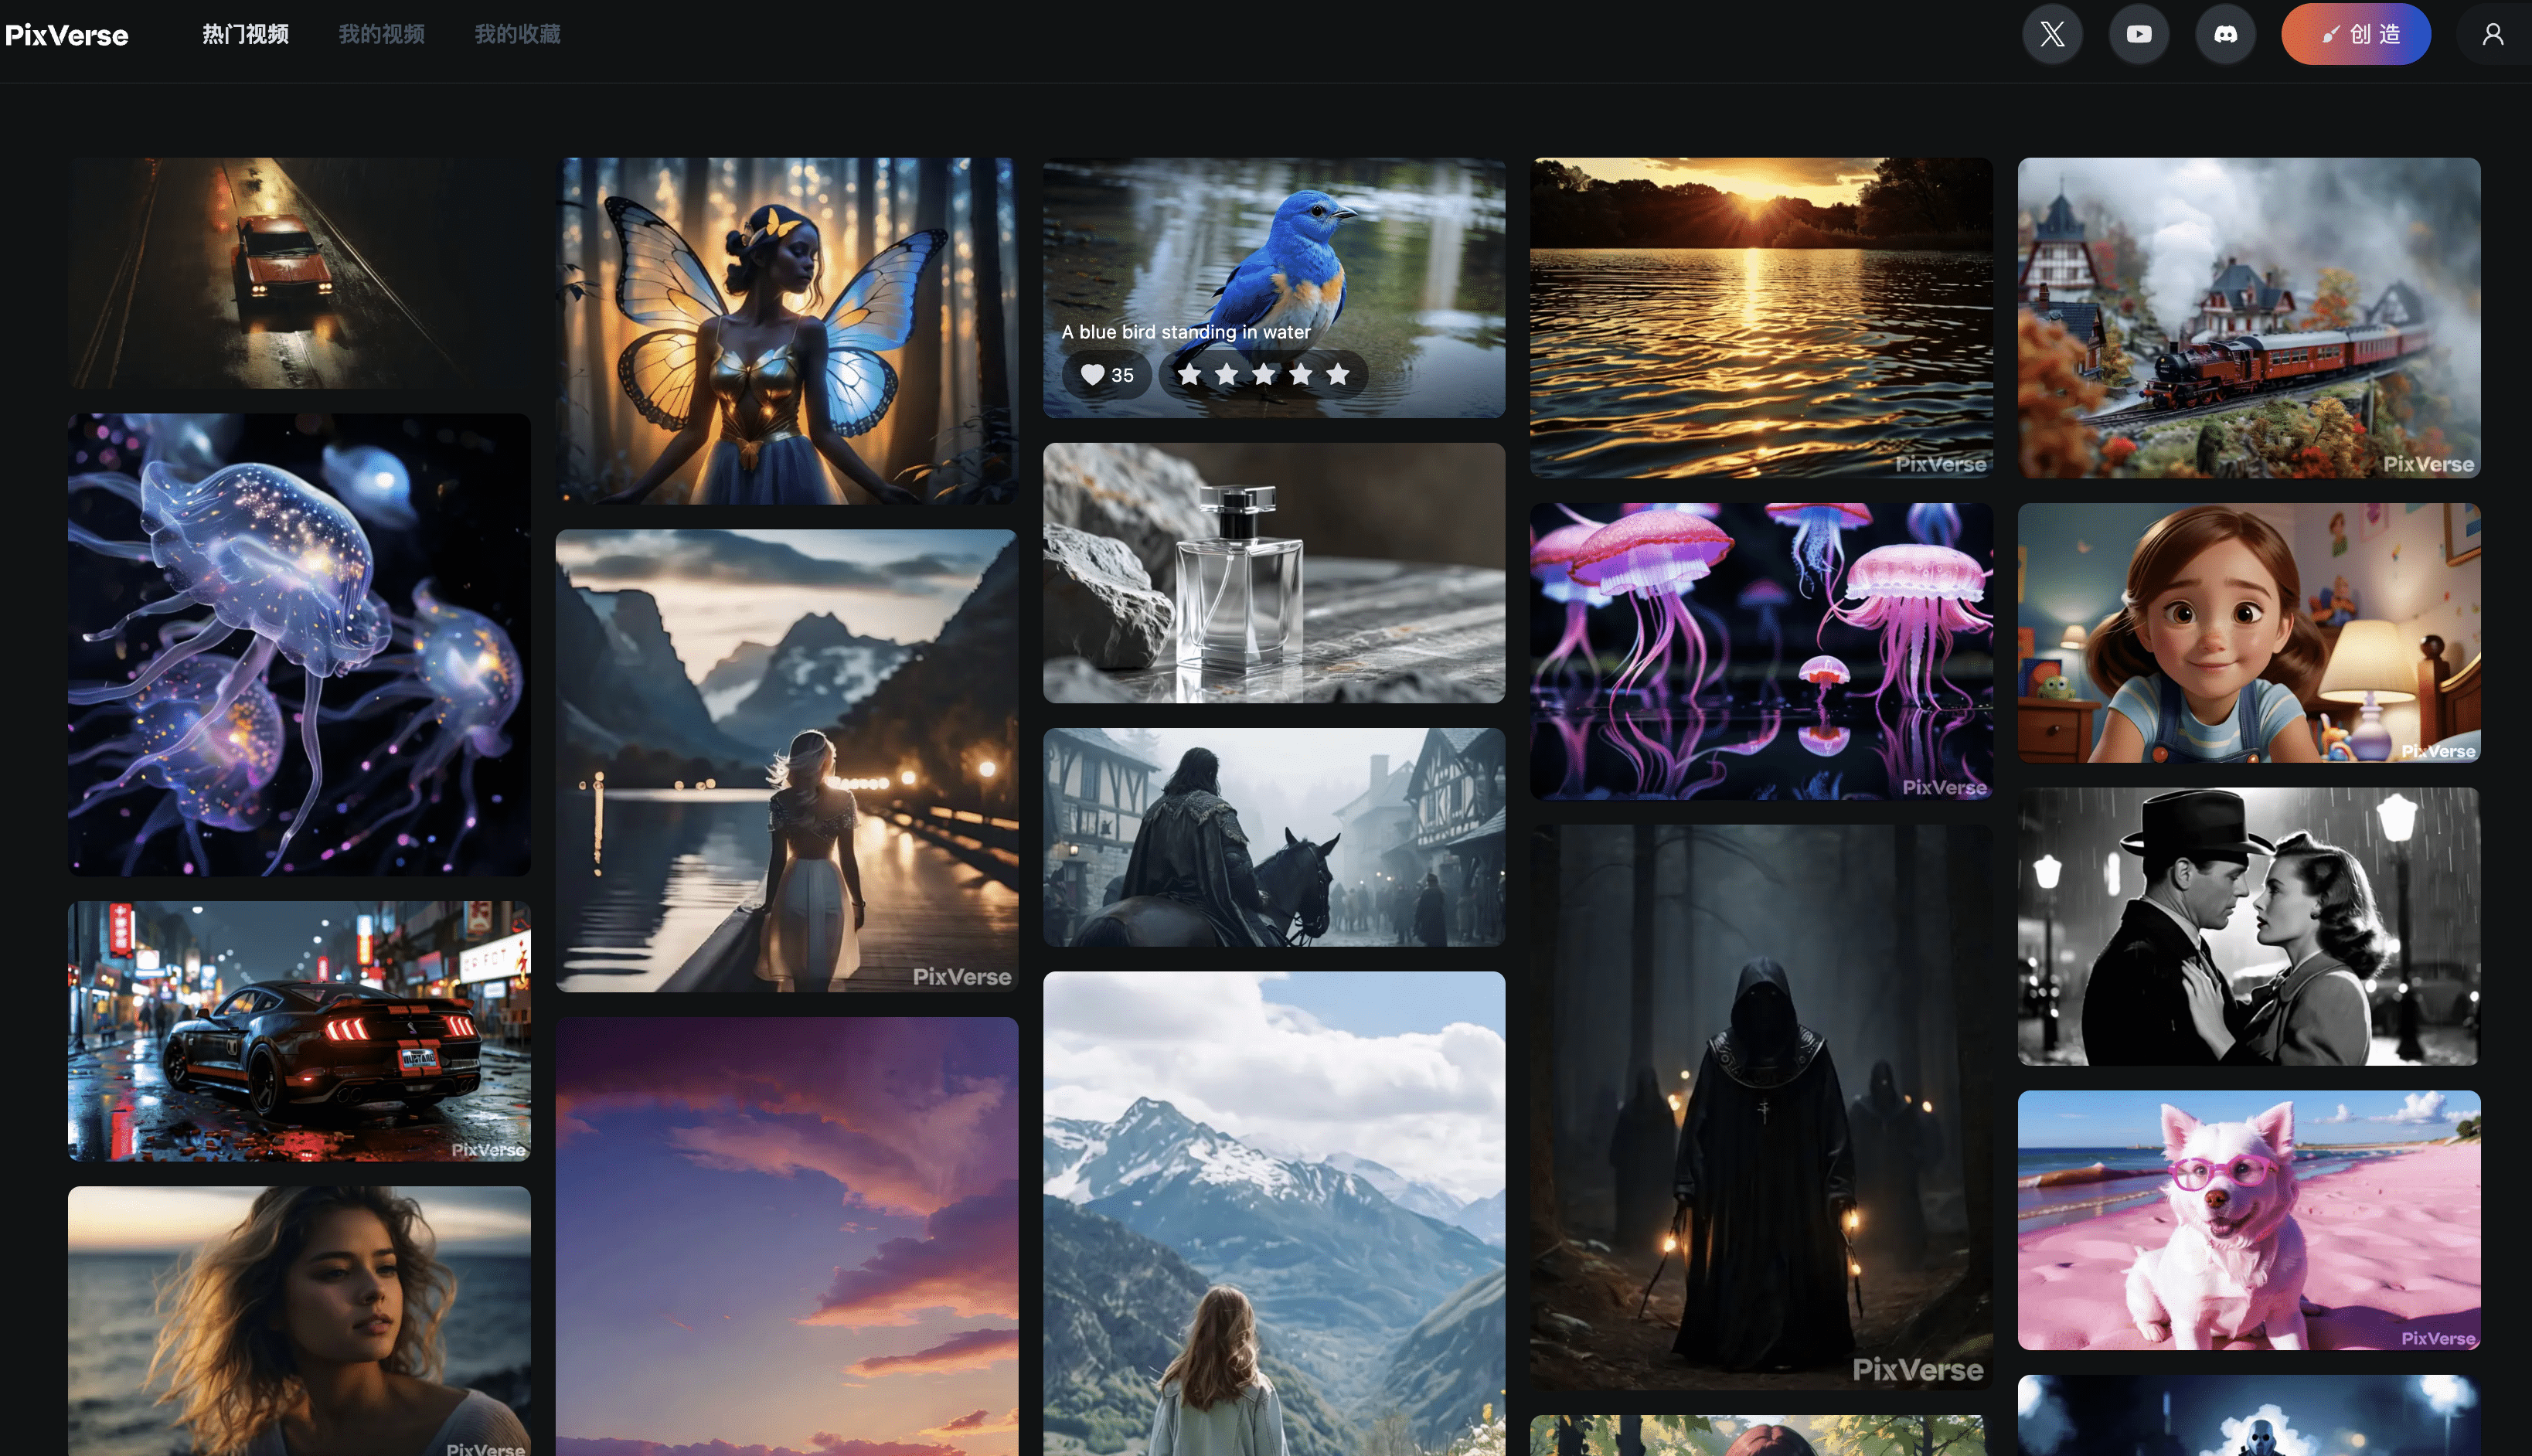 PixVerse
热门视频
我的视频
我的收藏
创造
A blue bird standing in water
35
PixVerse
PixVerse
PixVerse
PixVerse
PixVerse
PixVerse
PixVerse
PixVerse
PixVerse